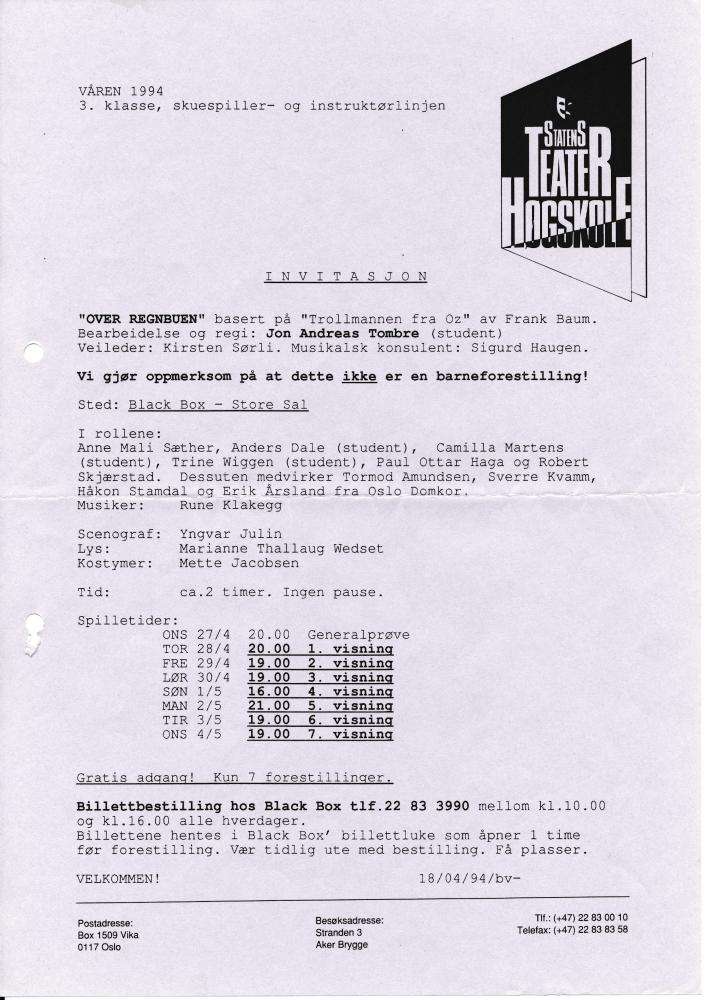 VÅREN 1994
3. klasse, skuespiller- og instruktørlinjen
STATENS
TEATER
HØGSKOLE
I N V I T A S J O N
"OVER REGNBUEN" basert på "Trollmannen fra Oz" av Frank Baum.
Bearbeidelse og regi: Jon Andreas Tombre (student)
Veileder: Kirsten Sørli. Musikalsk konsulent: Sigurd Haugen.
Vi gjør oppmerksom på at dette ikke er en barneforestilling!
Sted: Black Box - Store Sal
I rollene:
Anne Mali Sæther, Anders Dale (student), Camilla Martens
(student), Trine Wiggen (student), Paul Ottar Haga og Robert
Skjærstad. Dessuten medvirker Tormod Amundsen, Sverre Kvamm,
Håkon Stamdal og Erik Årsland fra Oslo Domkor.
Musiker: Rune Klakegg
Scenograf: Yngvar Julin
Lys: Marianne Thallaug Wedset
Kostymer: Mette Jacobsen
Tid: ca.2 timer. Ingen pause.
Spilletider:
ONS 27/4 20.00 Generalprøve
TOR 28/4 20.00 1. visning
FRE 29/4 19.00 2. visning
LØR 30/4 19.00 3. visning
SØN 1/5 16.00 4. visning
MAN 2/5 21.00 5. visning
TIR 3/5 19.00 6. visning
ONS 4/5 19.00 7. visning
Gratis adgang! Kun 7 forestillinger.
Billettbestilling hos Black Box tlf.22 83 3990 mellom kl.10.00
og kl.16.00 alle hverdager.
Billettene hentes i Black Box' billettluke som åpner 1 time
før forestilling. Vær tidlig ute med bestilling. Få plasser.
VELKOMMEN! 18/04/94/bv-
Postadresse:
Box 1509 Vika
0117 Oslo
Besøksadresse:
Stranden 3
Aker Brygge
Tlf.: (+47) 22 83 00 10
Telefax: (+47) 22 83 83 58